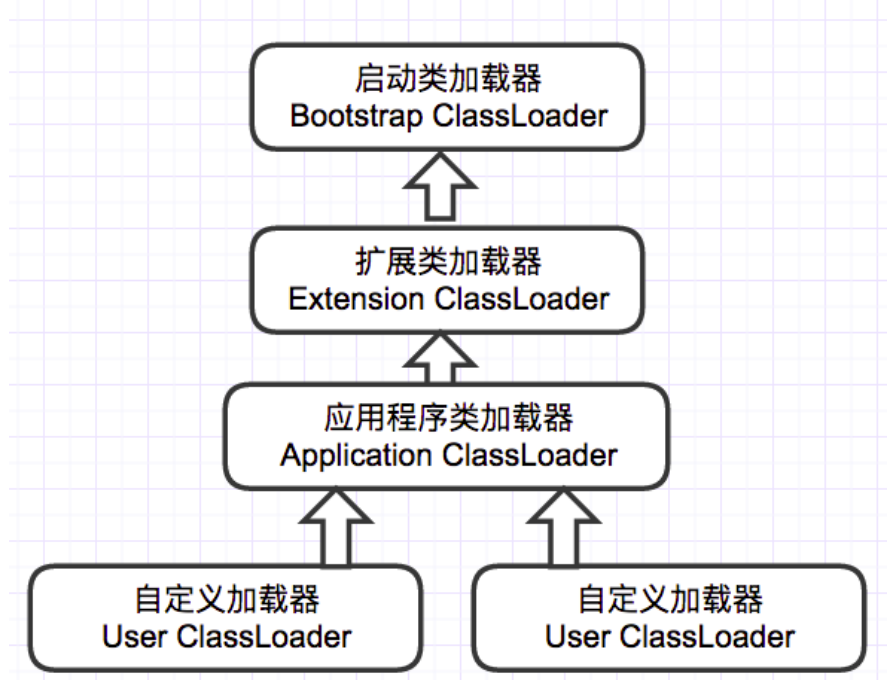 启动类加载器
Bootstrap ClassLoader
扩展类加载器
Extension ClassLoader
应用程序类加载器
Application ClassLoader
自定义加载器
User ClassLoader
自定义加载器
User ClassLoader